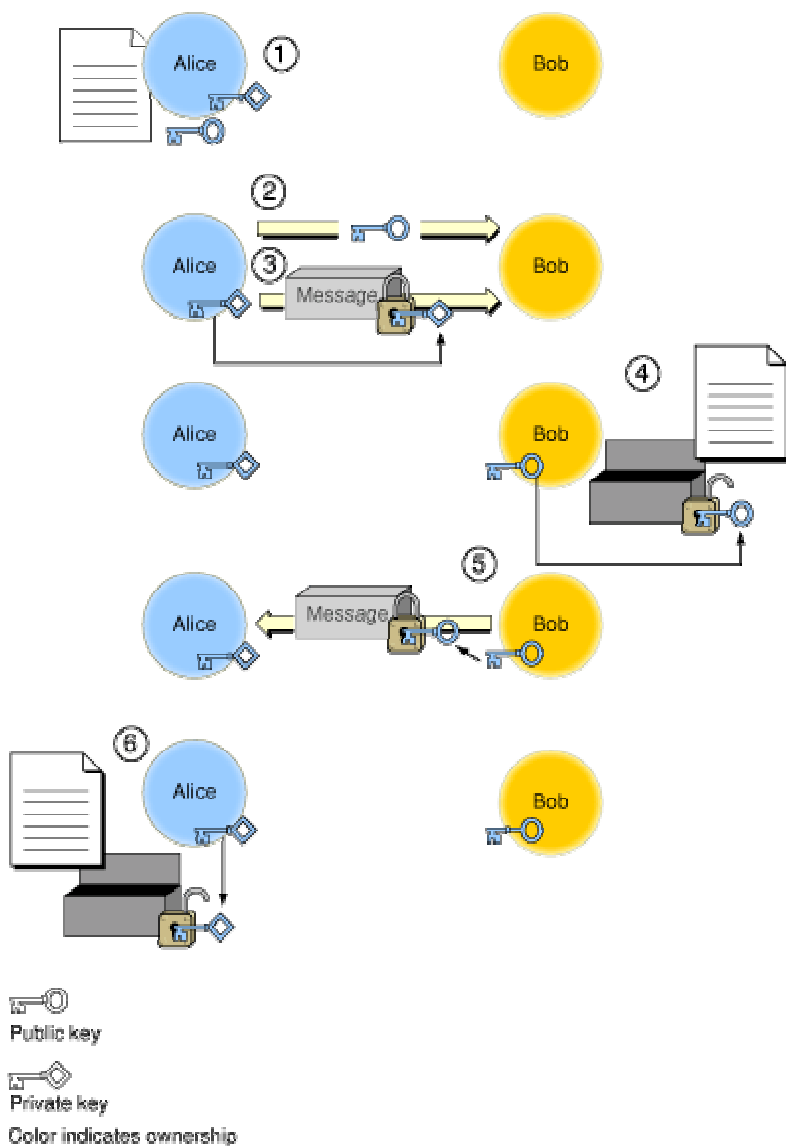 Alice
1
Bob
2
Alice
3
Message
Bob
4
Alice
Bob
5
Alice
Message
Bob
6
Alice
Bob
Public key
Private key
Color indicates ownership